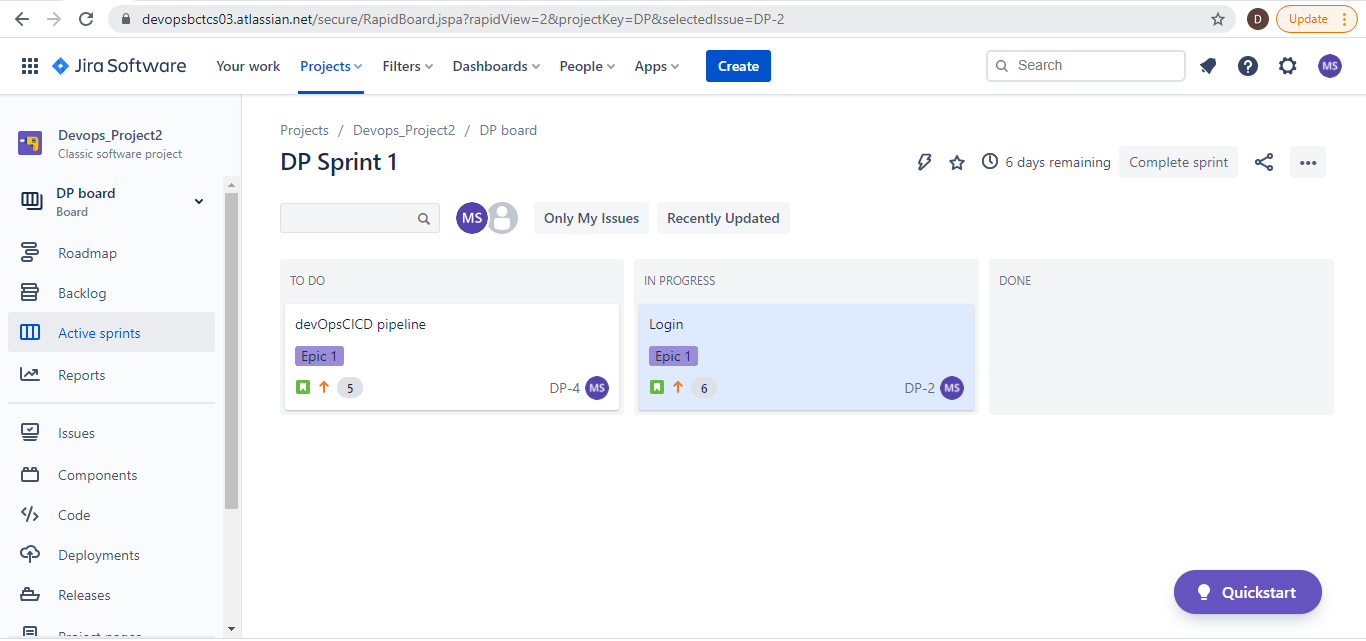 devopsbctcs03.atlassian.net/secure/RapidBoard.jspa?rapidView=2&projectKey=DP&selectedIssue=DP-2
D
Update
Jira Software
Your work
Projects
Filters
Dashboards
People
Apps
Create
Search
MS
Devops_Project2
Classic software project
DP board
Board
Roadmap
Backlog
Active sprints
Reports
Issues
Components
Code
Deployments
Releases
Project pages
Projects / Devops_Project2 / DP board
DP Sprint 1
6 days remaining
Complete sprint
MS
Only My Issues
Recently Updated
TO DO
devOpsCICD pipeline
Epic 1
5
DP-4
MS
IN PROGRESS
Login
Epic 1
6
DP-2
MS
DONE
Quickstart